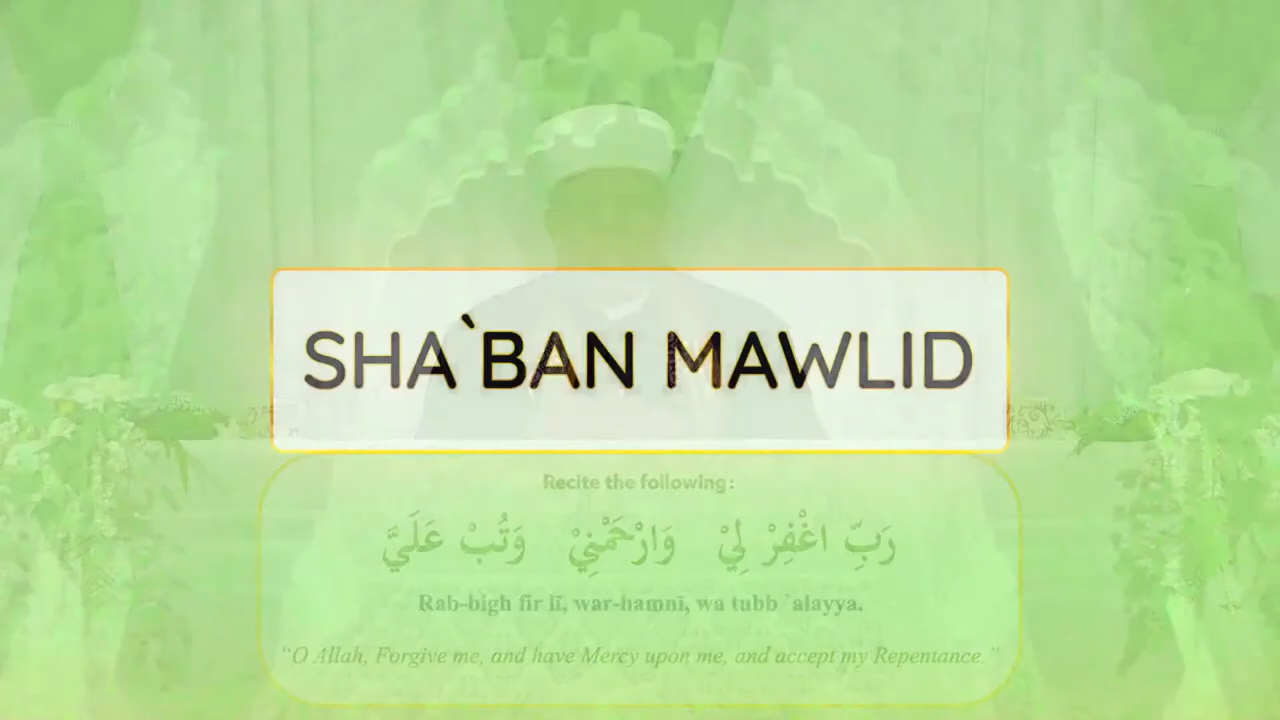 SHA`BAN MAWLID
Recite the following:
رَبِّ اغْفِرْ لِيْ وَارْحَمْنِيْ وَتُبْ عَلَيَّ
Rab-bigh fir lī, war-hamnī, wa tubb `alayya.
“O Allah, Forgive me, and have Mercy upon me, and accept my Repentance.”